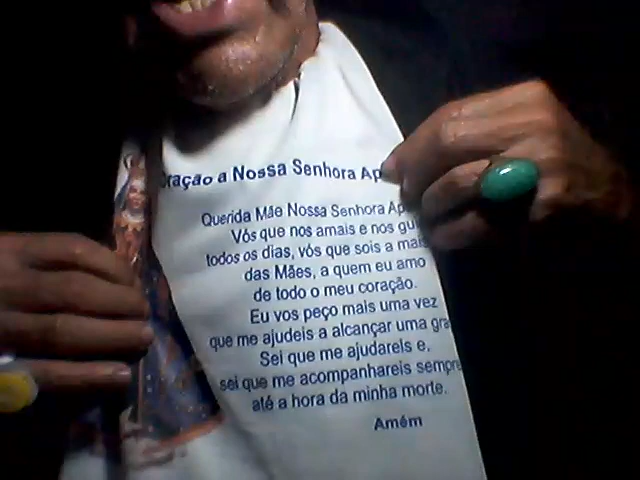 Oração a Nossa Senhora Ap
Querida Mãe Nossa Senhora Ap
Vós que nos amais e nos gu
todos os dias, vós que sois a mais
das Mães, a quem eu amo
de todo o meu coração.
Eu vos peço mais uma vez
que me ajudeis a alcançar uma gra
Sei que me ajudareis e,
sei que me acompanhareis sempre
até a hora da minha morte.
Amém